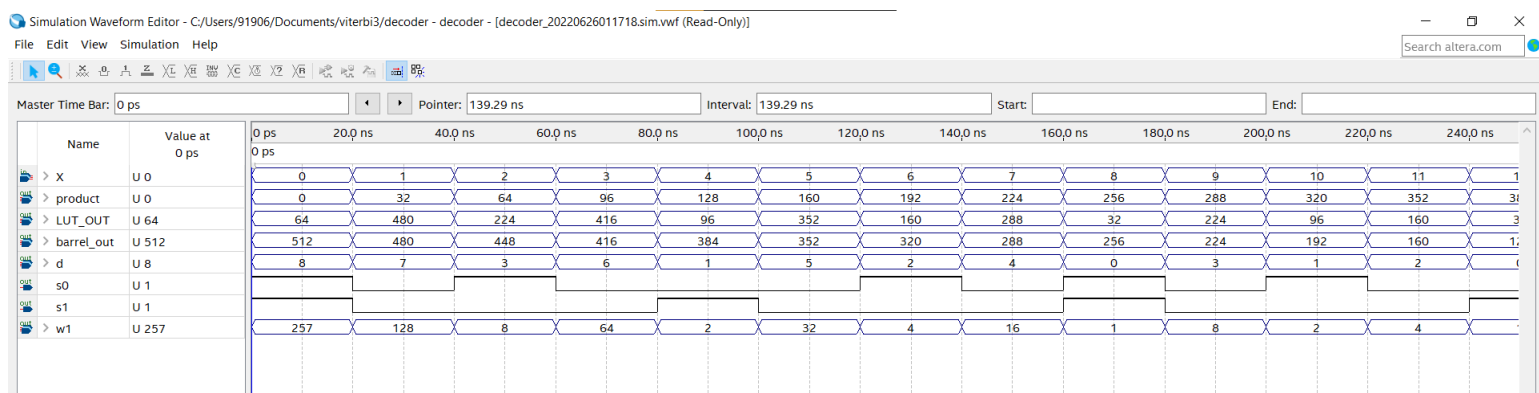 Simulation Waveform Editor - C:/Users/91906/Documents/viterbi3/decoder - decoder - [decoder_20220626011718.sim.vwf (Read-Only)]
File Edit View Simulation Help
Search altera.com
Master Time Bar: 0 ps Pointer: 139.29 ns Interval: 139.29 ns Start: End:
Name Value at 0 ps 0 ps 20.0 ns 40.0 ns 60.0 ns 80.0 ns 100.0 ns 120.0 ns 140.0 ns 160.0 ns 180.0 ns 200.0 ns 220.0 ns 240.0 ns
0 ps
X U 0 0 1 2 3 4 5 6 7 8 9 10 11
product U 0 0 32 64 96 128 160 192 224 256 288 320 352
LUT_OUT U 64 64 480 224 416 96 352 160 288 32 224 96 160
barrel_out U 512 512 480 448 416 384 352 320 288 256 224 192 160
d U 8 8 7 3 6 1 5 2 4 0 3 1 2
s0 U 1
s1 U 1
w1 U 257 257 128 8 64 2 32 4 16 1 8 2 4